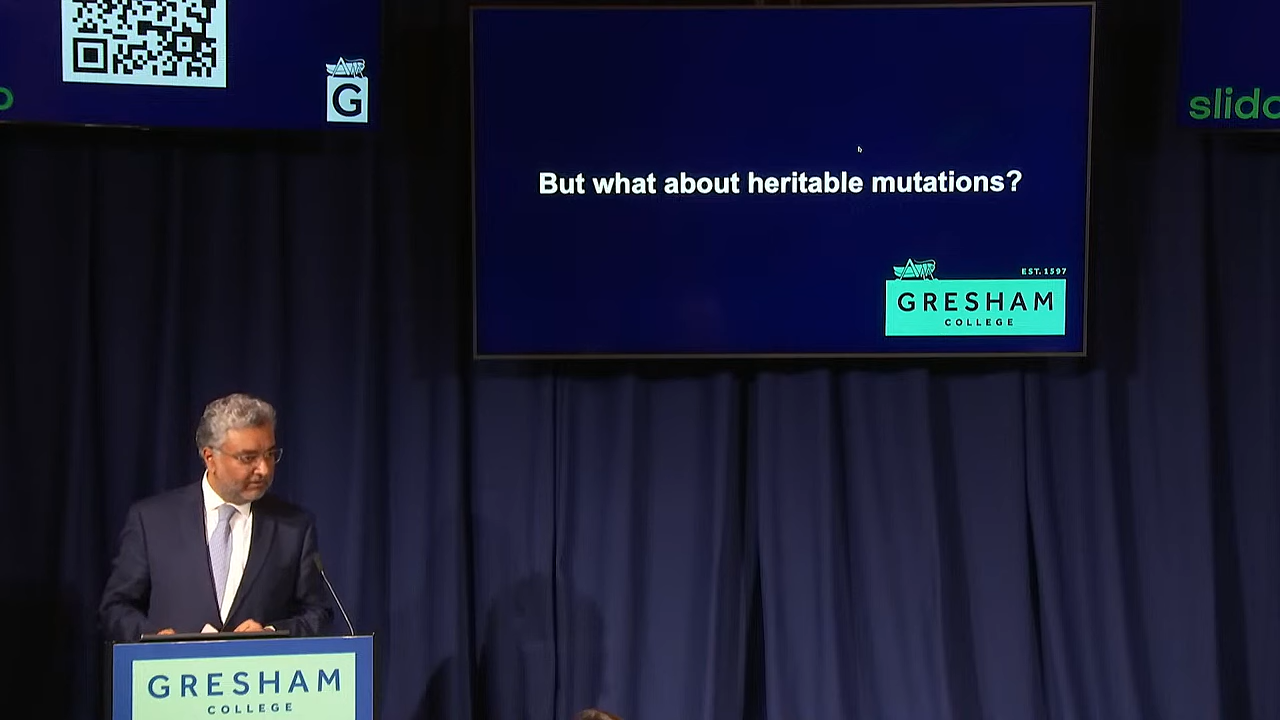 G
slido
But what about heritable mutations?
EST. 1597
GRESHAM
COLLEGE
GRESHAM
COLLEGE